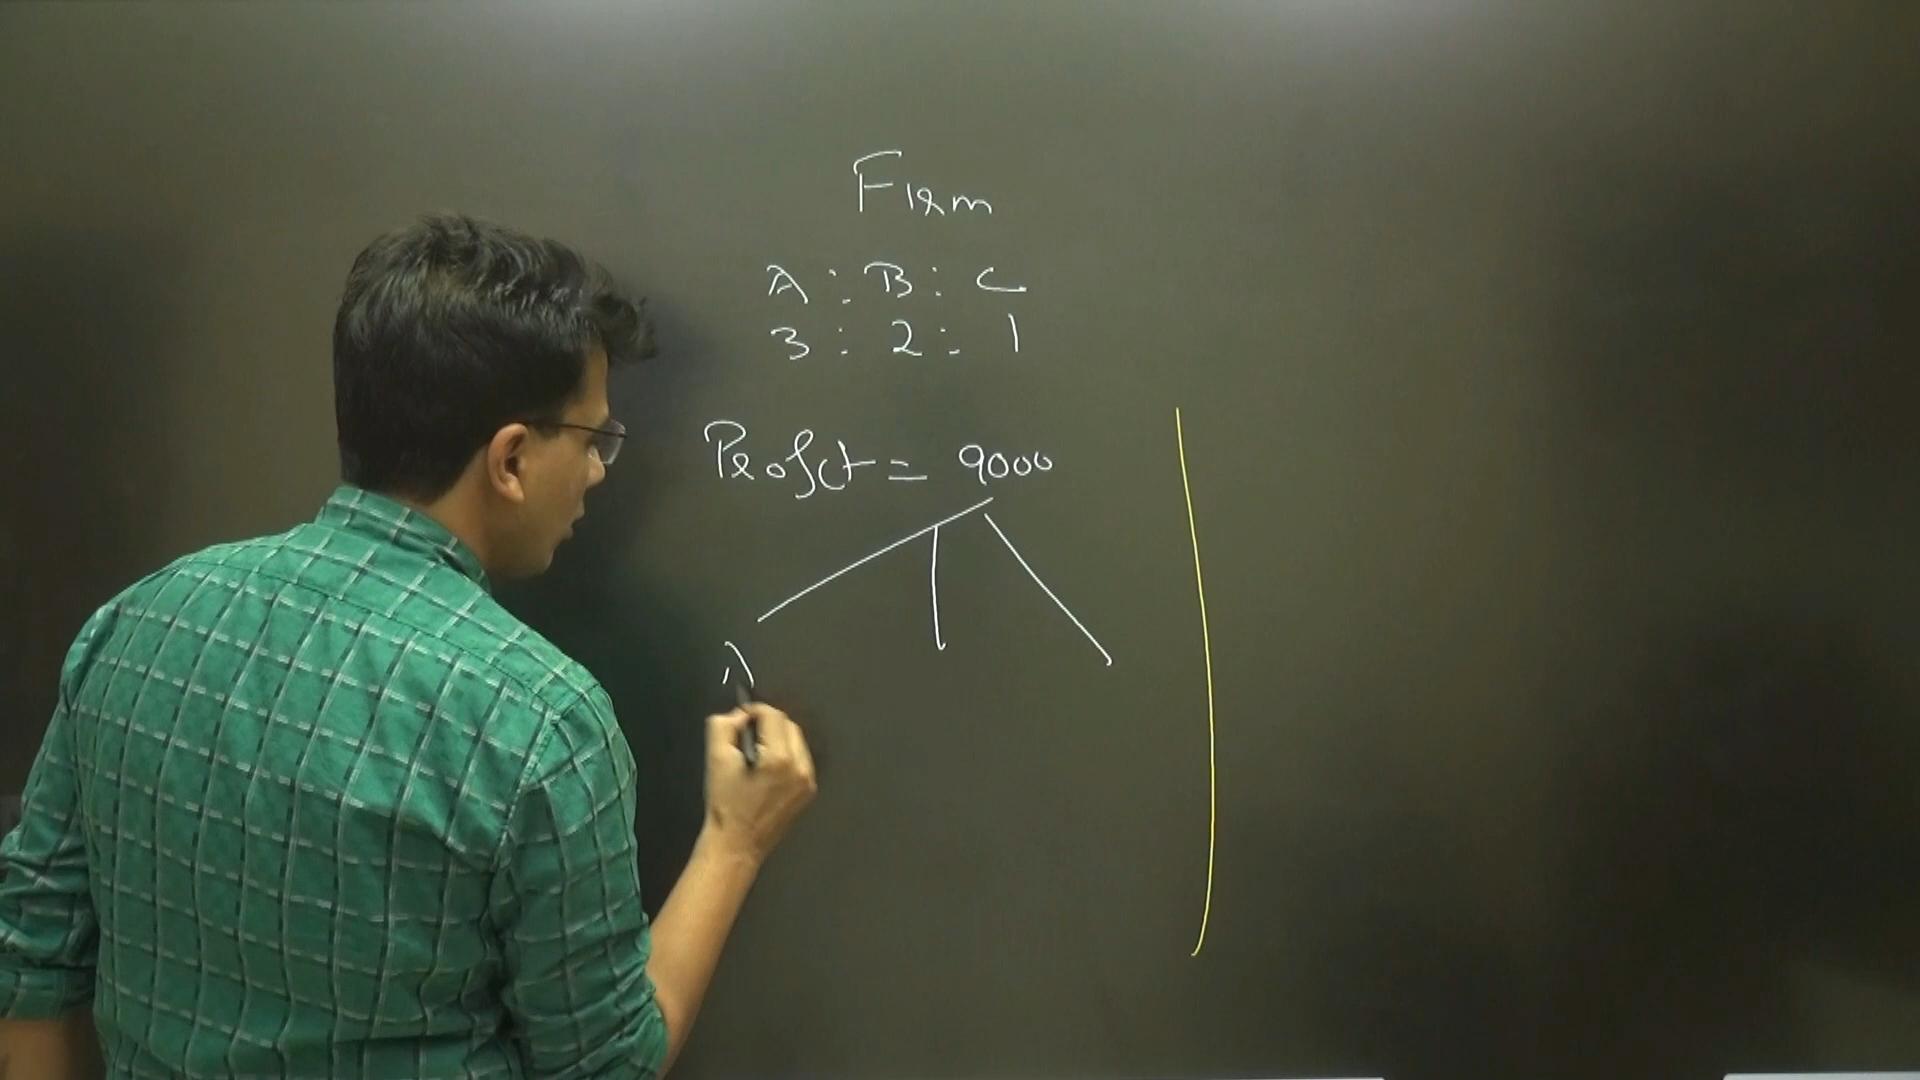 Firm
A : B : C
3 : 2 : 1
Profit = 9000
A